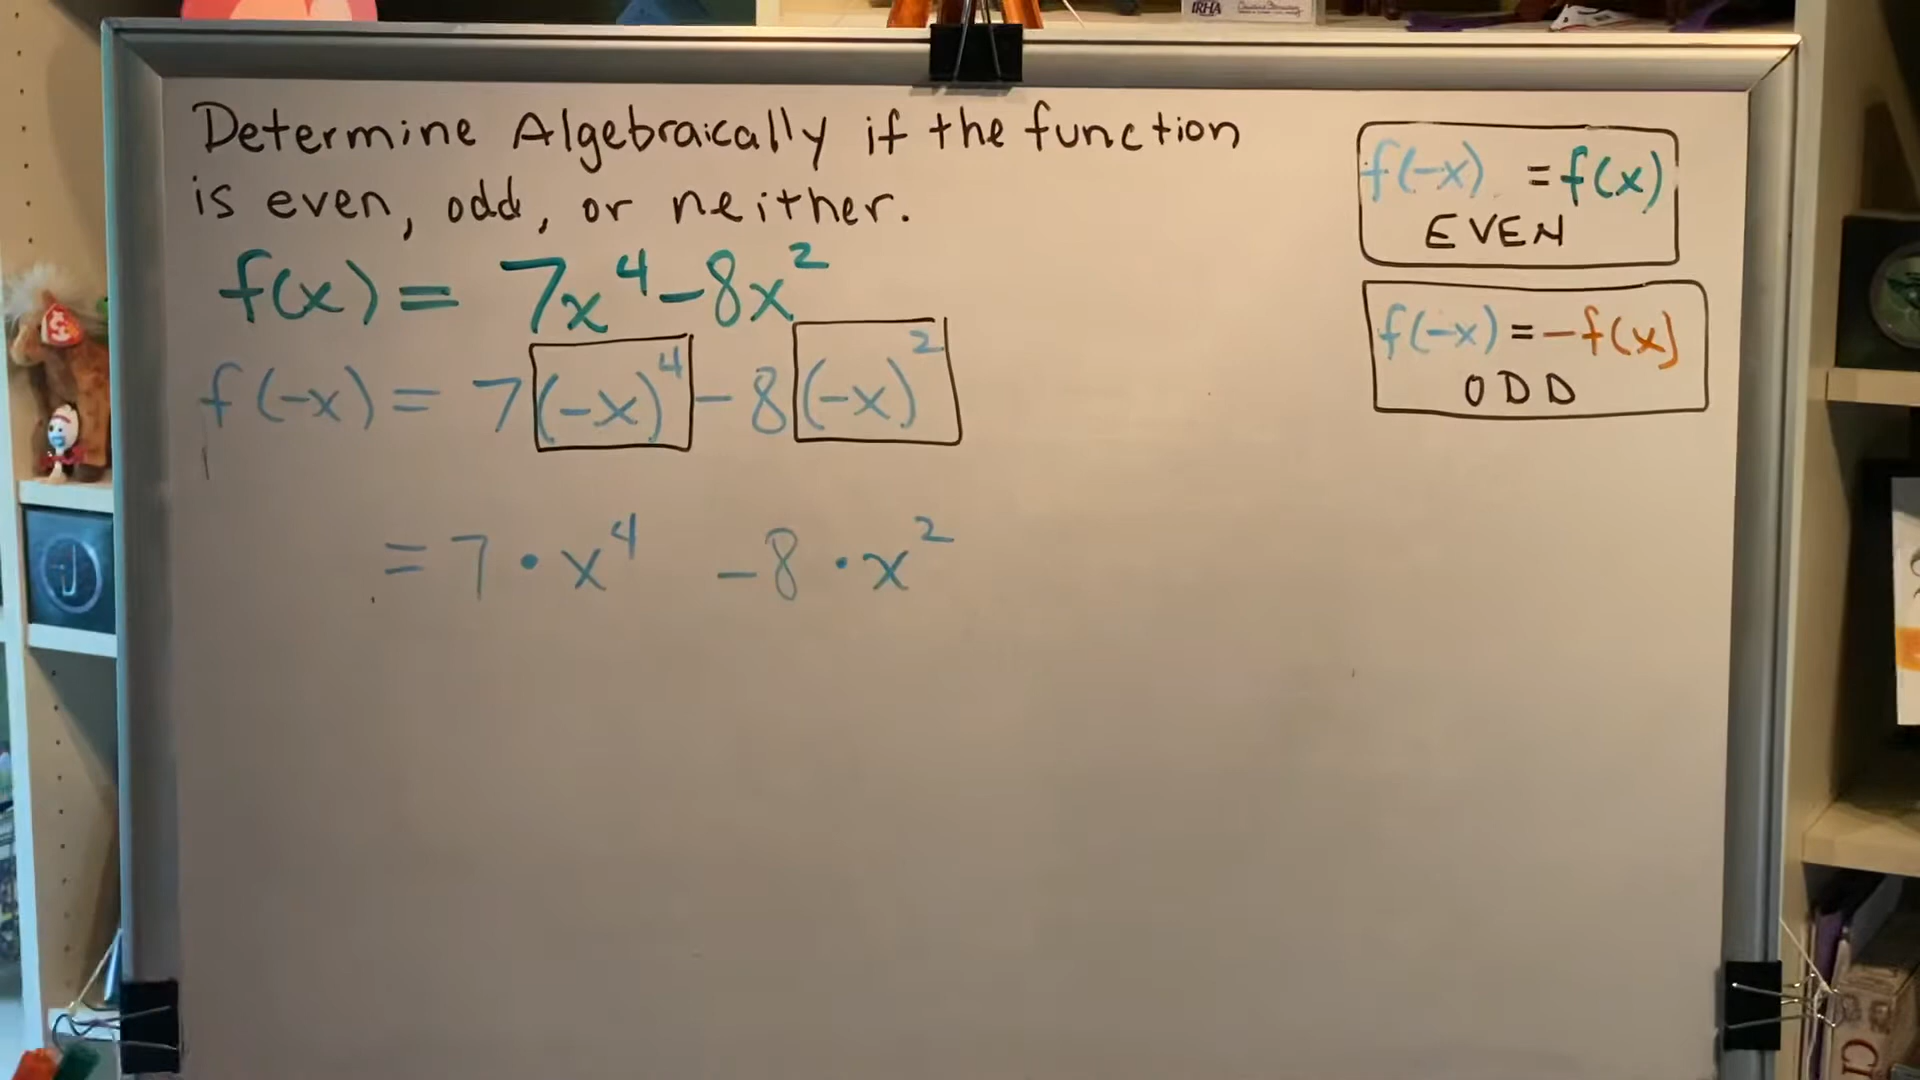 IRHA
Determine Algebraically if the function
is even, odd, or neither.
f(x) = 7x⁴-8x²
f(-x) = 7(-x)⁴ - 8(-x)²
= 7 • x⁴ -8 • x²
f(-x) = f(x)
EVEN
f(-x) = -f(x)
ODD